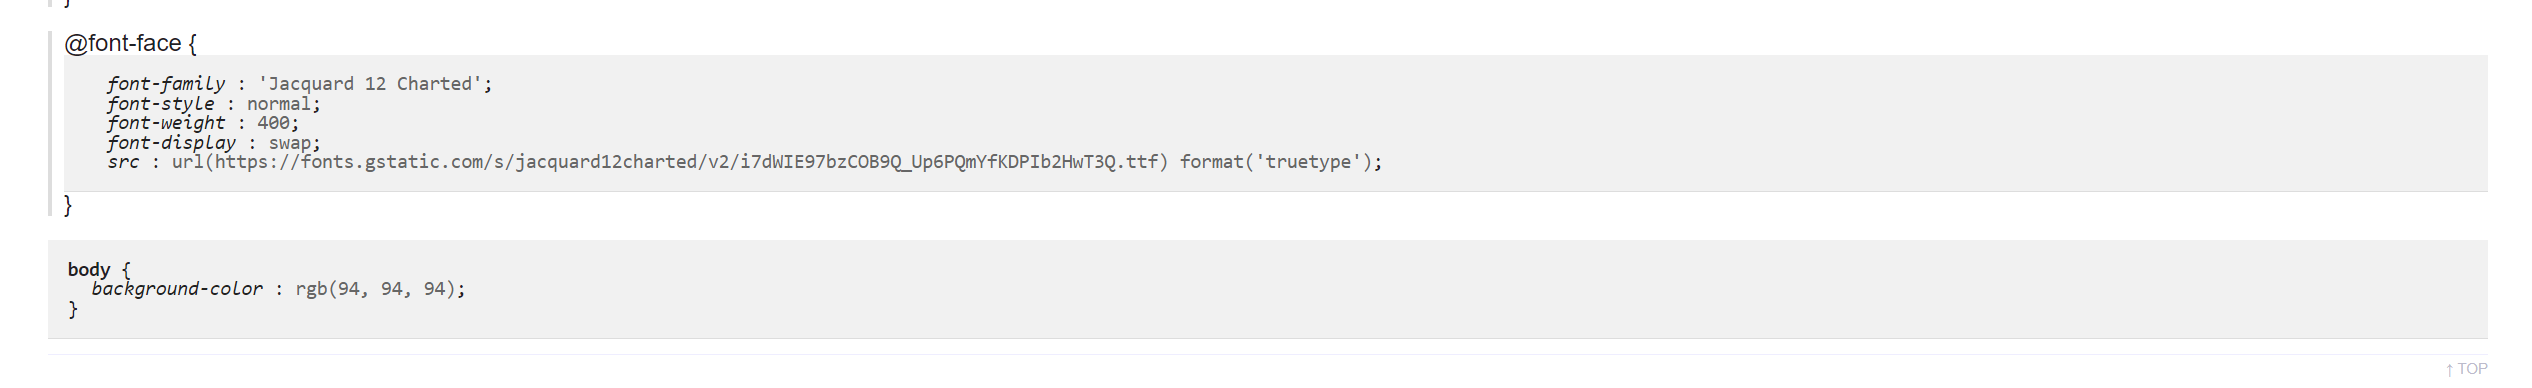 }
@font-face {
font-family : 'Jacquard 12 Charted';
font-style : normal;
font-weight : 400;
font-display : swap;
src : url(https://fonts.gstatic.com/s/jacquard12charted/v2/i7dWIE97bzCOB9Q_Up6PQmYfKDPIb2HwT3Q.ttf) format('truetype');
}
body {
background-color : rgb(94, 94, 94);
}
↑ TOP